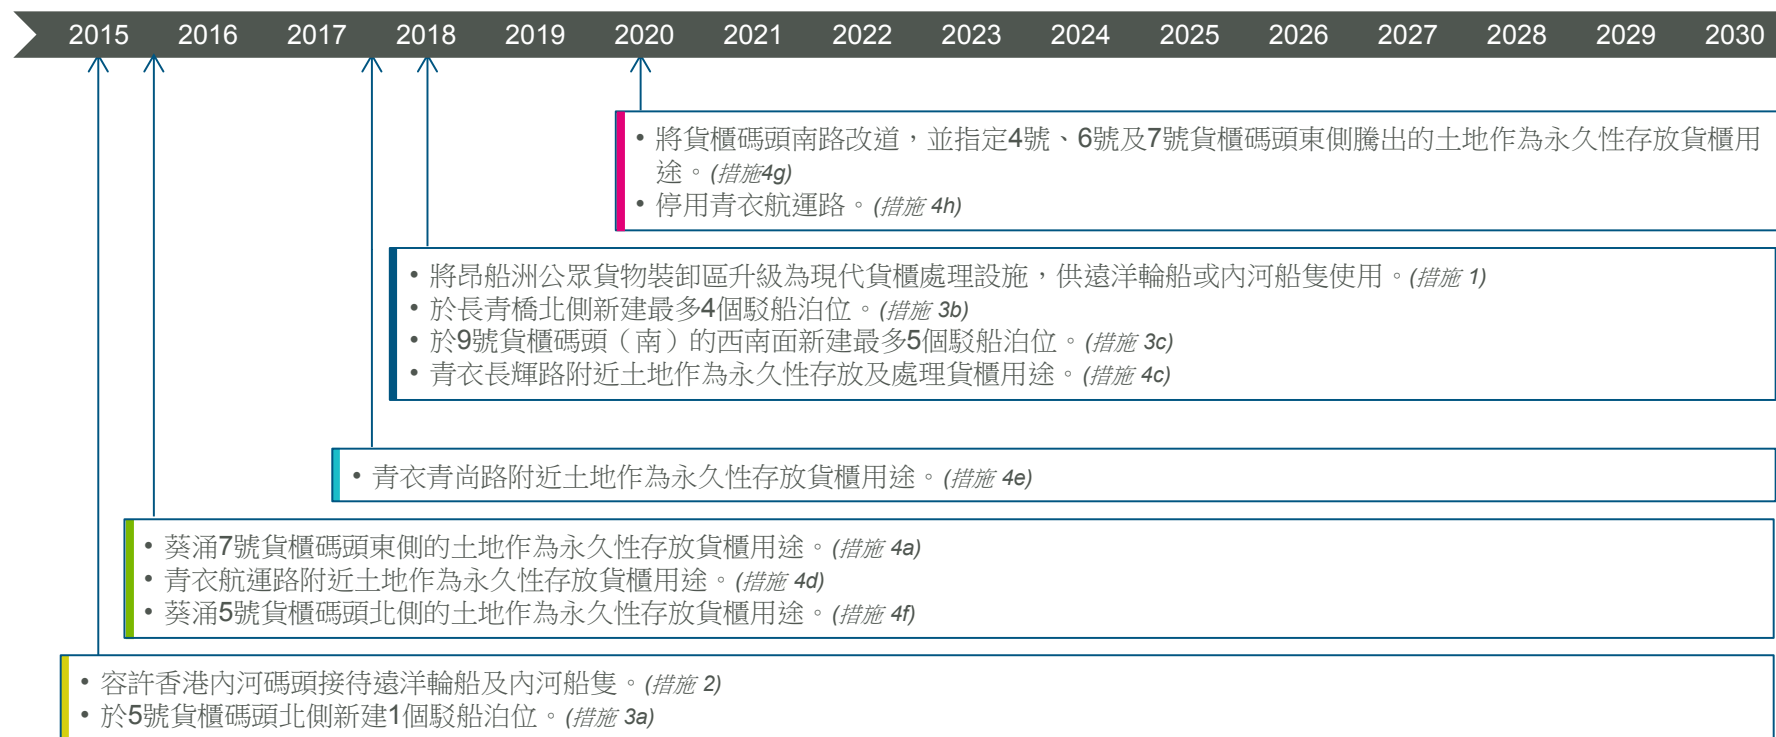 2015 2016 2017 2018 2019 2020 2021 2022 2023 2024 2025 2026 2027 2028 2029 2030
• 將貨櫃碼頭南路改道，並指定4號、6號及7號貨櫃碼頭東側騰出的土地作為永久性存放貨櫃用
途。(措施4g)
• 停用青衣航運路。(措施 4h)
• 將昂船洲公眾貨物裝卸區升級為現代貨櫃處理設施，供遠洋輪船或內河船隻使用。(措施 1)
• 於長青橋北側新建最多4個駁船泊位。(措施 3b)
• 於9號貨櫃碼頭（南）的西南面新建最多5個駁船泊位。(措施 3c)
• 青衣長輝路附近土地作為永久性存放及處理貨櫃用途。(措施 4c)
• 青衣青尚路附近土地作為永久性存放貨櫃用途。(措施 4e)
• 葵涌7號貨櫃碼頭東側的土地作為永久性存放貨櫃用途。(措施 4a)
• 青衣航運路附近土地作為永久性存放貨櫃用途。(措施 4d)
• 葵涌5號貨櫃碼頭北側的土地作為永久性存放貨櫃用途。(措施 4f)
• 容許香港內河碼頭接待遠洋輪船及內河船隻。(措施 2)
• 於5號貨櫃碼頭北側新建1個駁船泊位。(措施 3a)